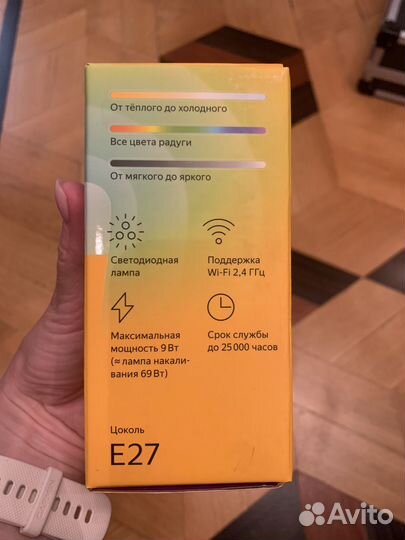 От тёплого до холодного
Все цвета радуги
От мягкого до яркого
Светодиодная
лампа
Поддержка
Wi-Fi 2,4 ГГц
Максимальная
мощность 9 Вт
(≈ лампа накали-
вания 69 Вт)
Срок службы
до 25 000 часов
Цоколь
E27
Avito